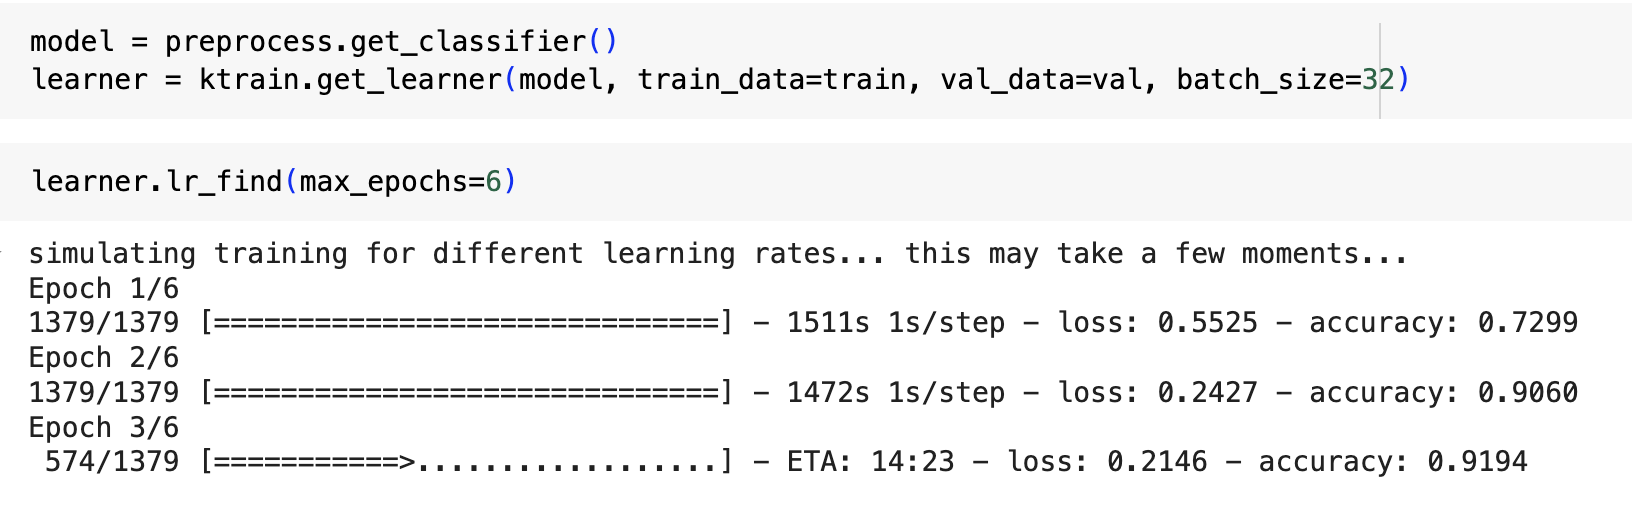 model = preprocess.get_classifier()
learner = ktrain.get_learner(model, train_data=train, val_data=val, batch_size=32)
learner.lr_find(max_epochs=6)
simulating training for different learning rates... this may take a few moments...
Epoch 1/6
1379/1379 [==============================] - 1511s 1s/step - loss: 0.5525 - accuracy: 0.7299
Epoch 2/6
1379/1379 [==============================] - 1472s 1s/step - loss: 0.2427 - accuracy: 0.9060
Epoch 3/6
 574/1379 [===========>..................] - ETA: 14:23 - loss: 0.2146 - accuracy: 0.9194